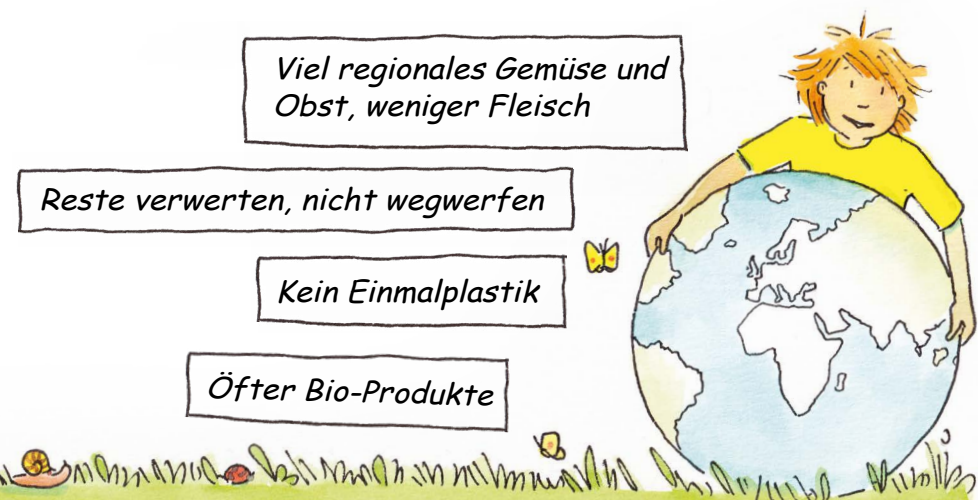 Viel regionales Gemüse und
Obst, weniger Fleisch
Reste verwerten, nicht wegwerfen
Kein Einmalplastik
Öfter Bio-Produkte